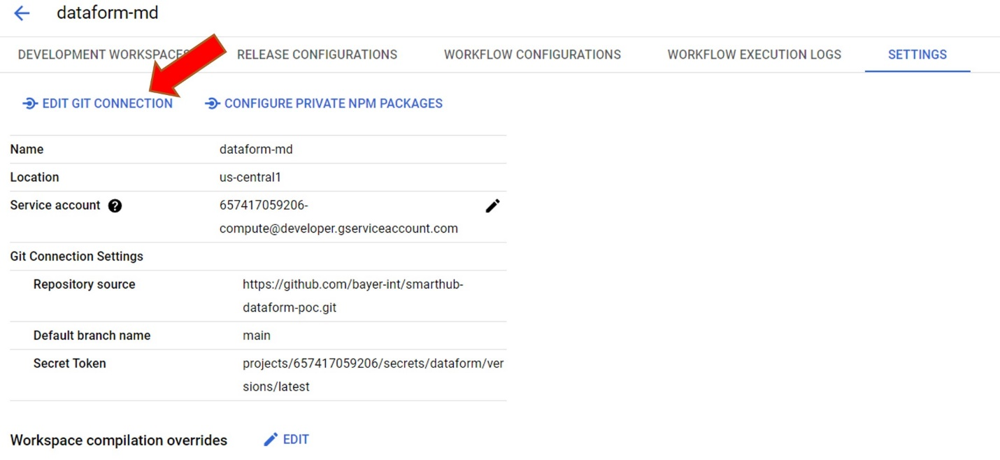 dataform-md
DEVELOPMENT WORKSPACES RELEASE CONFIGURATIONS WORKFLOW CONFIGURATIONS WORKFLOW EXECUTION LOGS SETTINGS
EDIT GIT CONNECTION CONFIGURE PRIVATE NPM PACKAGES
Name dataform-md
Location us-central1
Service account 657417059206-
compute@developer.gserviceaccount.com
Git Connection Settings
Repository source https://github.com/bayer-int/smarthub-
dataform-poc.git
Default branch name main
Secret Token projects/657417059206/secrets/dataform/ver
sions/latest
Workspace compilation overrides EDIT